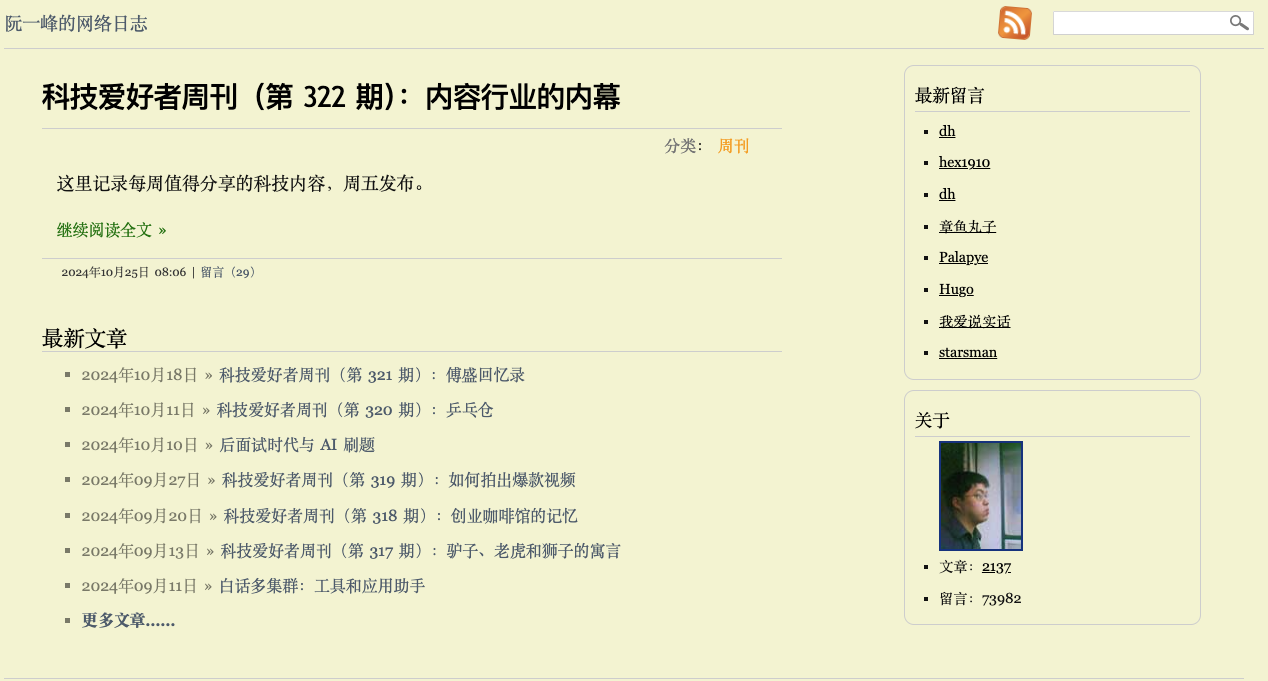 阮一峰的网络日志
科技爱好者周刊（第 322 期）：内容行业的内幕
分类： 周刊
这里记录每周值得分享的科技内容，周五发布。
继续阅读全文 »
2024年10月25日 08:06 | 留言（29）
最新文章
2024年10月18日 » 科技爱好者周刊（第 321 期）：傅盛回忆录
2024年10月11日 » 科技爱好者周刊（第 320 期）：乒乓仓
2024年10月10日 » 后面试时代与 AI 刷题
2024年09月27日 » 科技爱好者周刊（第 319 期）：如何拍出爆款视频
2024年09月20日 » 科技爱好者周刊（第 318 期）：创业咖啡馆的记忆
2024年09月13日 » 科技爱好者周刊（第 317 期）：驴子、老虎和狮子的寓言
2024年09月11日 » 白话多集群：工具和应用助手
更多文章……
最新留言
dh
hex1910
dh
章鱼丸子
Palapye
Hugo
我爱说实话
starsman
关于
文章：2137
留言：73982